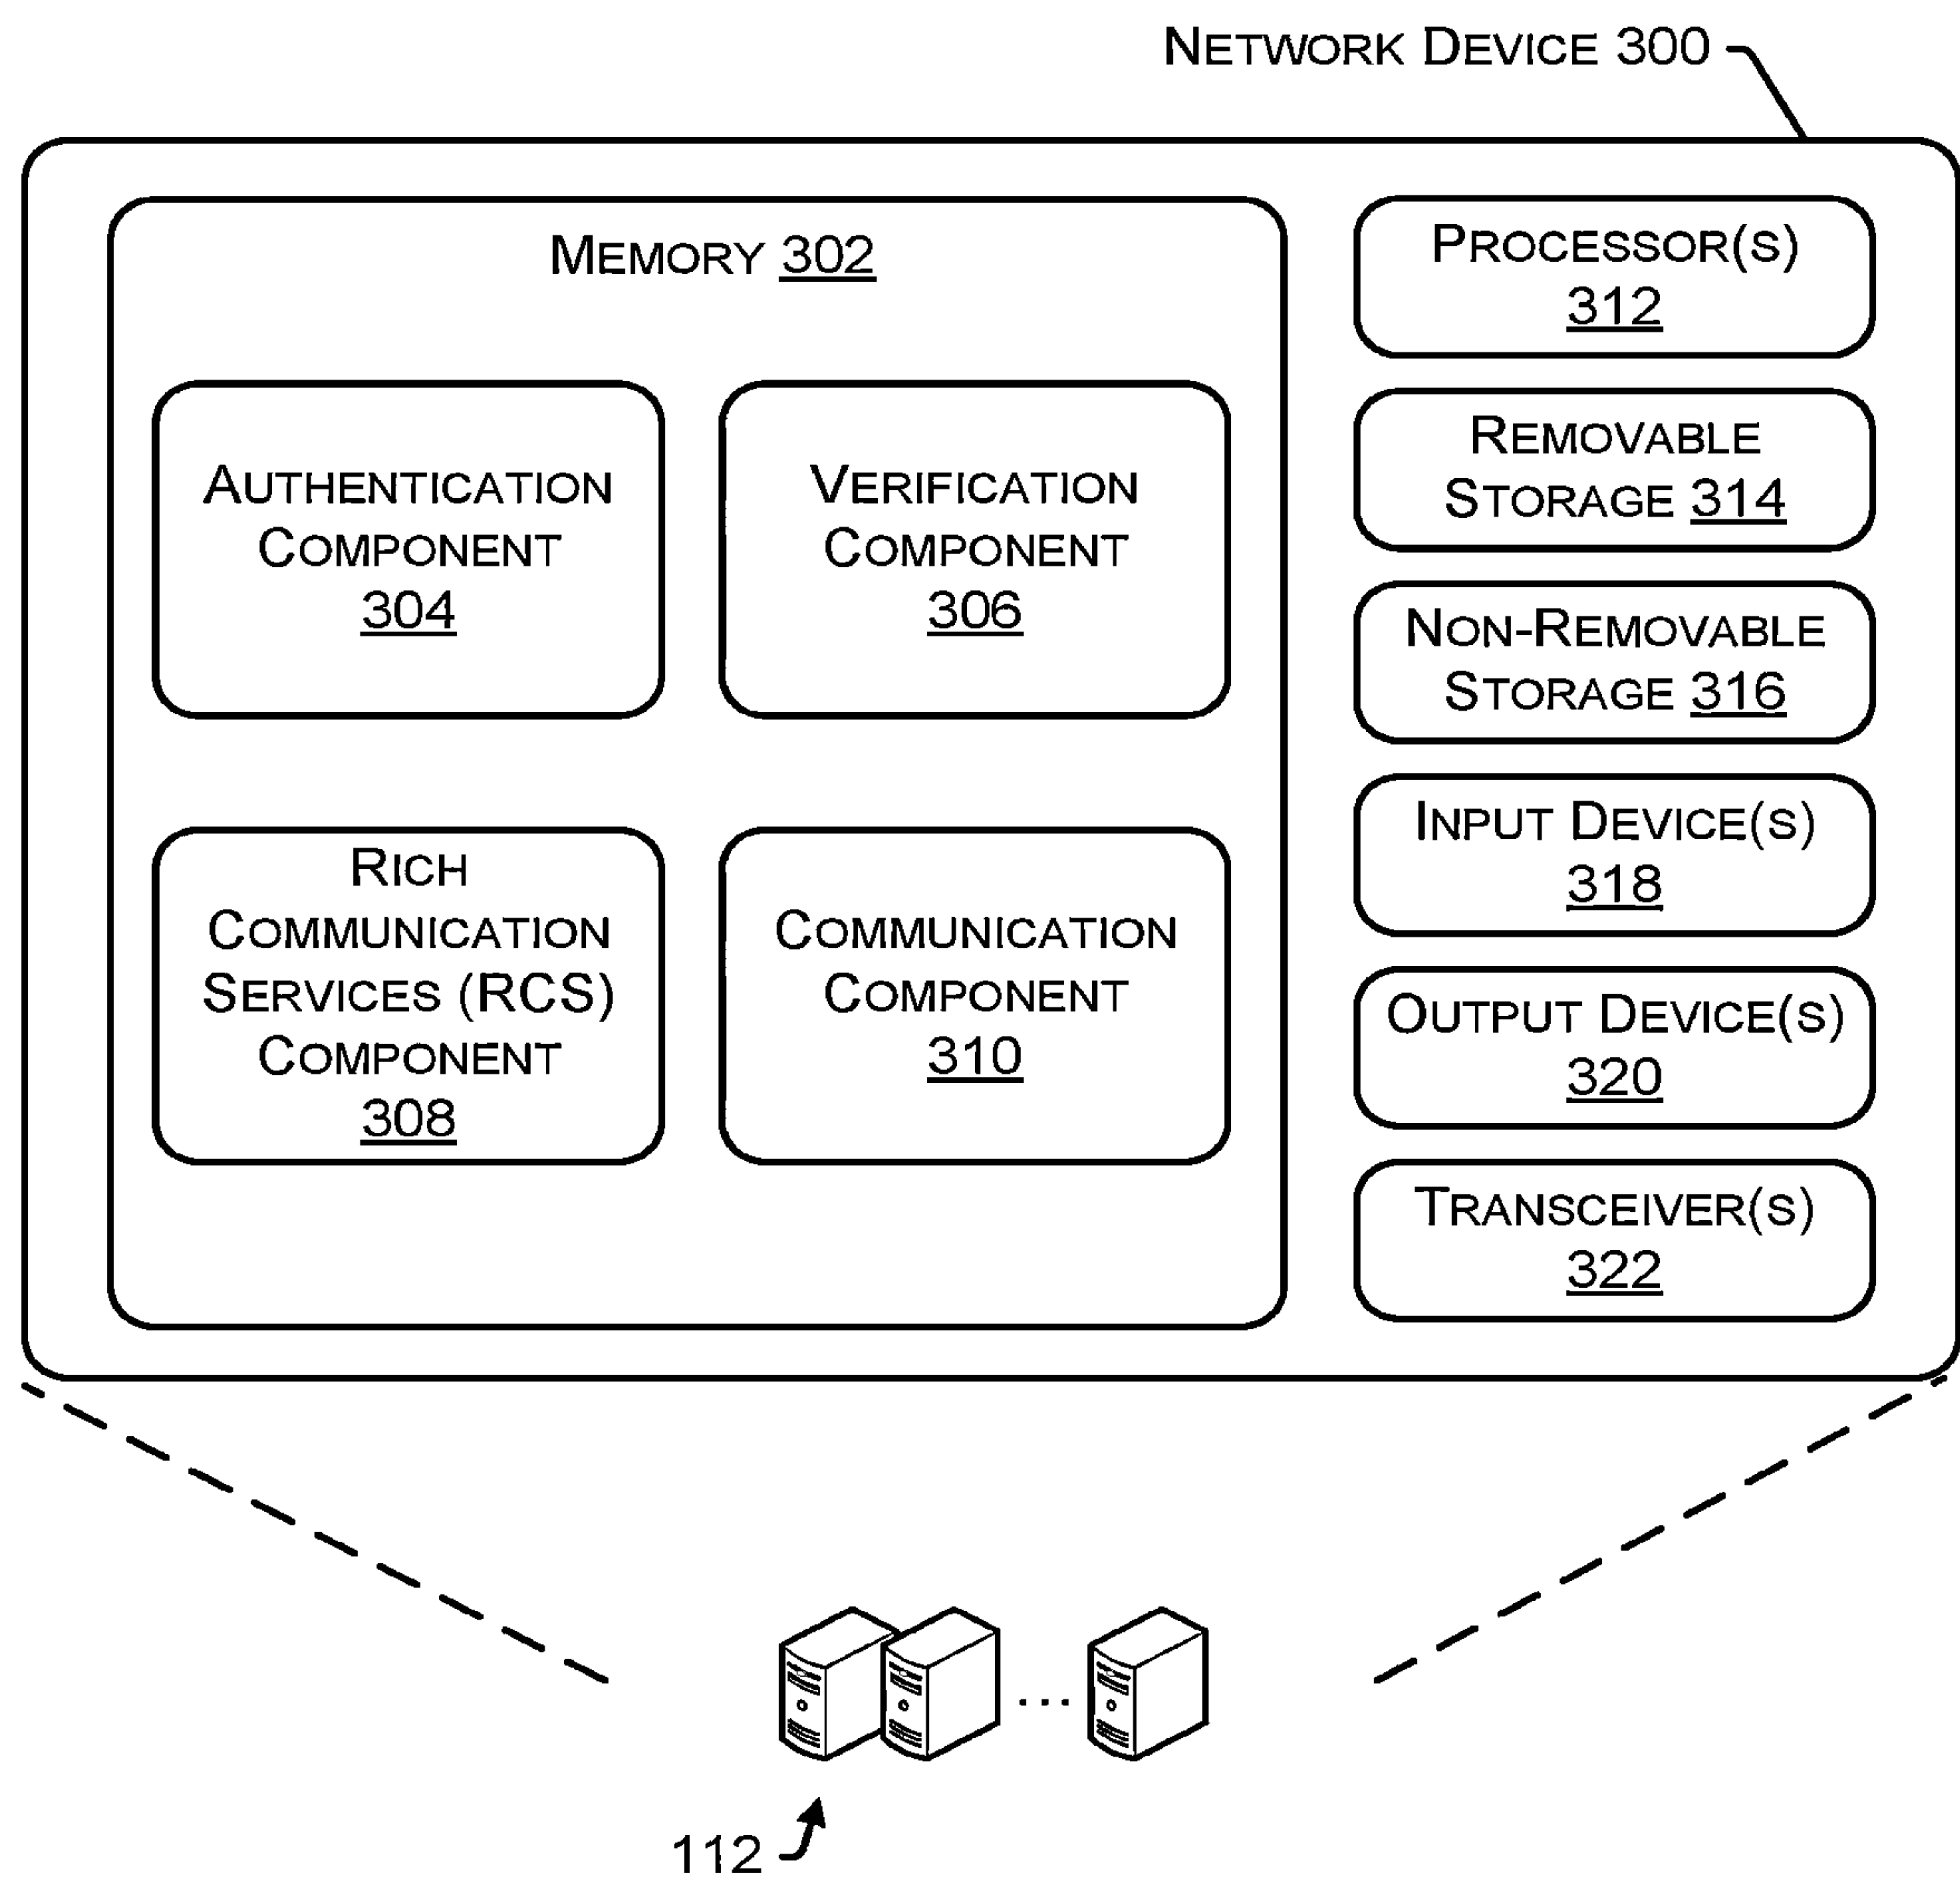 NETWORK DEVICE 300
MEMORY 302
AUTHENTICATION
COMPONENT
304
VERIFICATION
COMPONENT
306
RICH
COMMUNICATION
SERVICES (RCS)
COMPONENT
308
COMMUNICATION
COMPONENT
310
PROCESSOR(S)
312
REMOVABLE
STORAGE 314
NON-REMOVABLE
STORAGE 316
INPUT DEVICE(S)
318
OUTPUT DEVICE(S)
320
TRANSCEIVER(S)
322
...
112